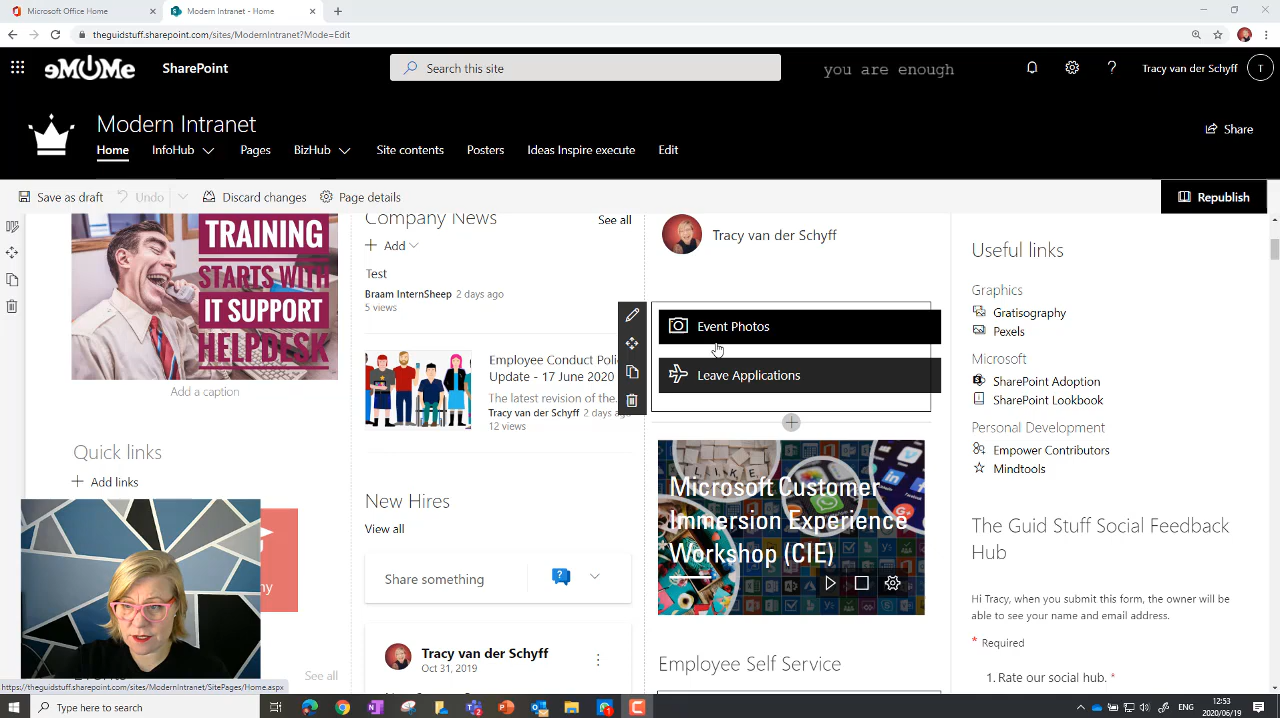 Microsoft Office Home
Modern Intranet - Home
theguidstuff.sharepoint.com/sites/ModernIntranet?Mode=Edit
eMUMe
SharePoint
Search this site
you are enough
Tracy van der Schyff
T
Modern Intranet
Share
Home
InfoHub
Pages
BizHub
Site contents
Posters
Ideas Inspire execute
Edit
Save as draft
Undo
Discard changes
Page details
Republish
TRAINING
STARTS WITH
IT SUPPORT
HELPDESK
Add a caption
Quick links
Add links
ny
See all
Company News
See all
Add
Test
Braam InternSheep 2 days ago
5 views
Employee Conduct Poli
Update - 17 June 2020
The latest revision of the...
Tracy van der Schyff 2 days ago
12 views
New Hires
View all
Share something
Tracy van der Schyff
Oct 31, 2019
Tracy van der Schyff
Event Photos
Leave Applications
LIKE
Microsoft Customer
Immersion Experience
Workshop (CIE)
Employee Self Service
Useful links
Graphics
Gratisography
Pexels
Microsoft
SharePoint Adoption
SharePoint Lookbook
Personal Development
Empower Contributors
Mindtools
The Guid Stuff Social Feedback
Hub
Hi Tracy, when you submit this form, the owner will be
able to see your name and email address.
* Required
1. Rate our social hub. *
https://theguidstuff.sharepoint.com/sites/ModernIntranet/SitePages/Home.aspx
Type here to search
12:53
2020/06/19